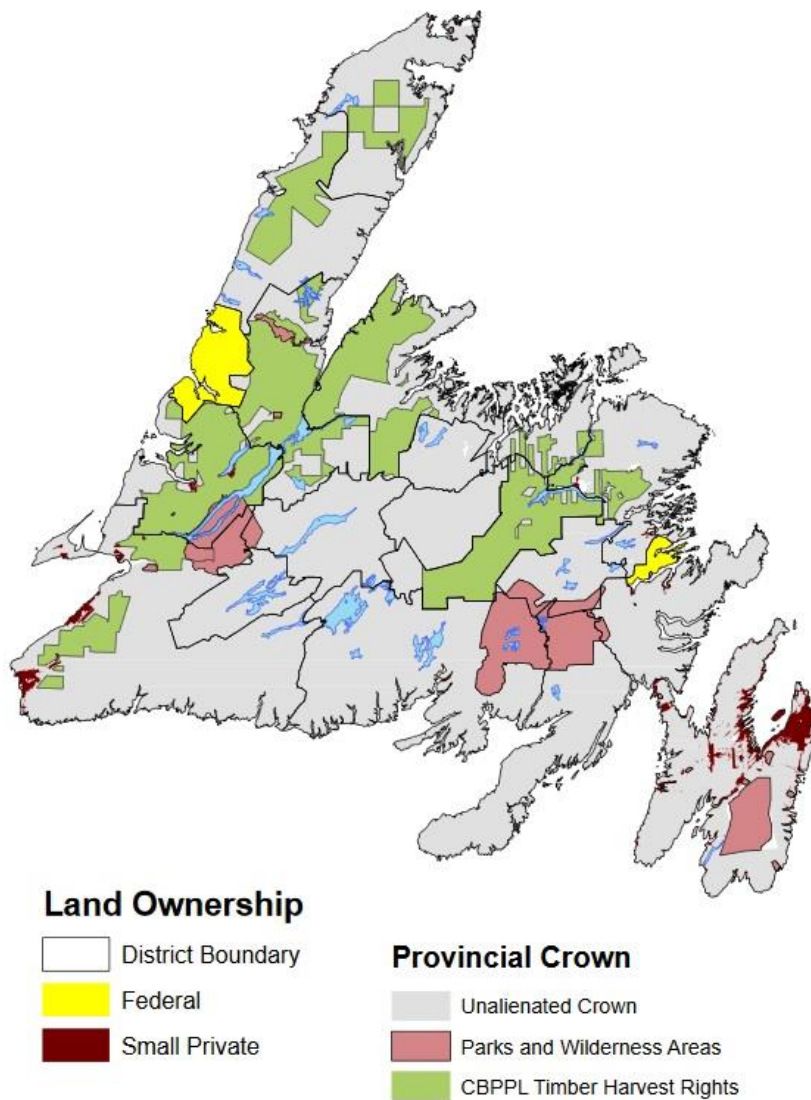 Land Ownership
District Boundary
Federal
Small Private
Provincial Crown
Unalienated Crown
Parks and Wilderness Areas
CBPPL Timber Harvest Rights